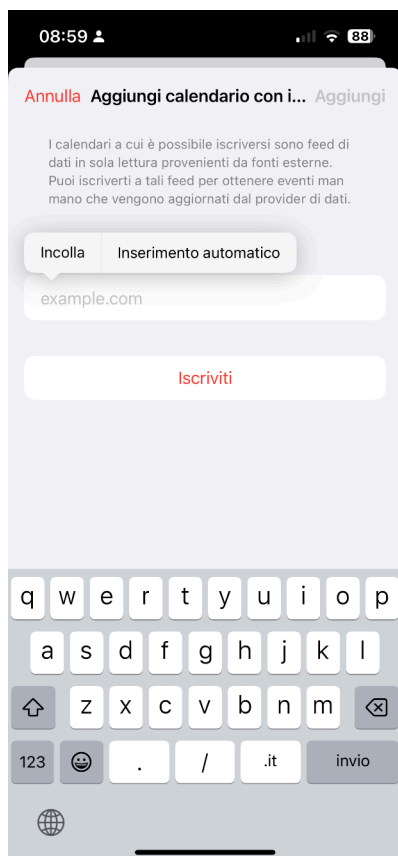 08:59
88
Annulla Aggiungi calendario con i... Aggiungi
I calendari a cui è possibile iscriversi sono feed di
dati in sola lettura provenienti da fonti esterne.
Puoi iscriverti a tali feed per ottenere eventi man
mano che vengono aggiornati dal provider di dati.
Incolla Inserimento automatico
example.com
Iscriviti
q w e r t y u i o p
a s d f g h j k l
z x c v b n m
123 . / .it invio